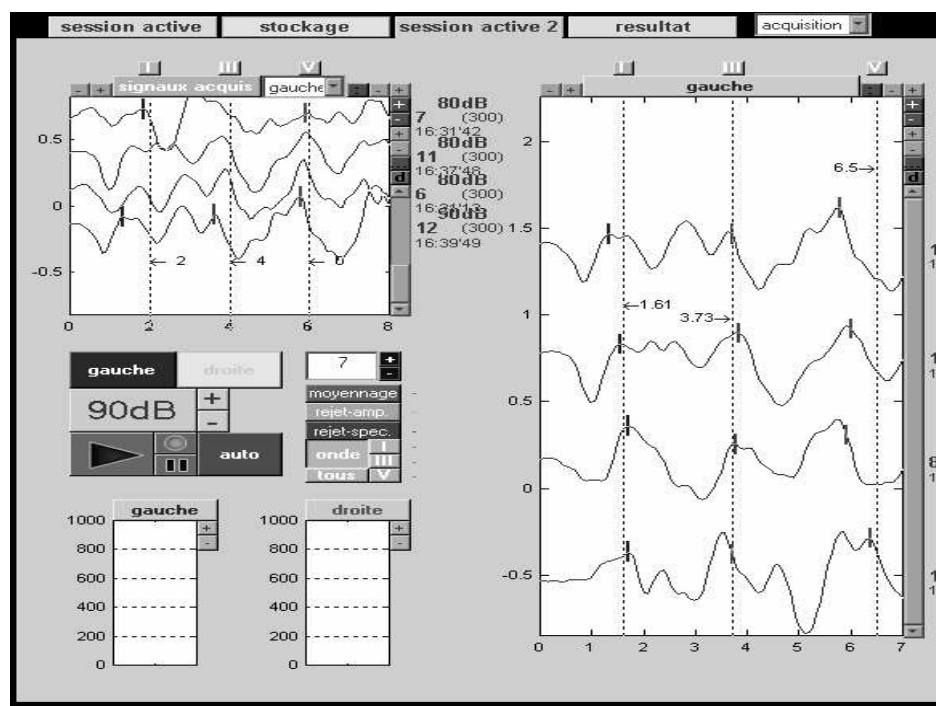 session active stockage session active 2 resultat acquisition
I III V
- + signaux acquis gauche : - +
80dB
7 (300)
16:31'42
80dB
11 (300)
16:37'48
80dB
6 (300)
90dB
12 (300)
16:39'49
0.5
0
-0.5
2 4
0 2 4 6 8
I III V
- + gauche : - +
+
-
+
-
d
2
1.5
1
0.5
0
-0.5
6.5
1.61
3.73
0 1 2 3 4 5 6 7
gauche droite
90dB + -
auto
7 + -
moyennage -
rejet-amp. -
rejet-spec. -
onde I
III
tous V -
gauche
+
-
1000
800
600
400
200
0
droite
+
-
1000
800
600
400
200
0